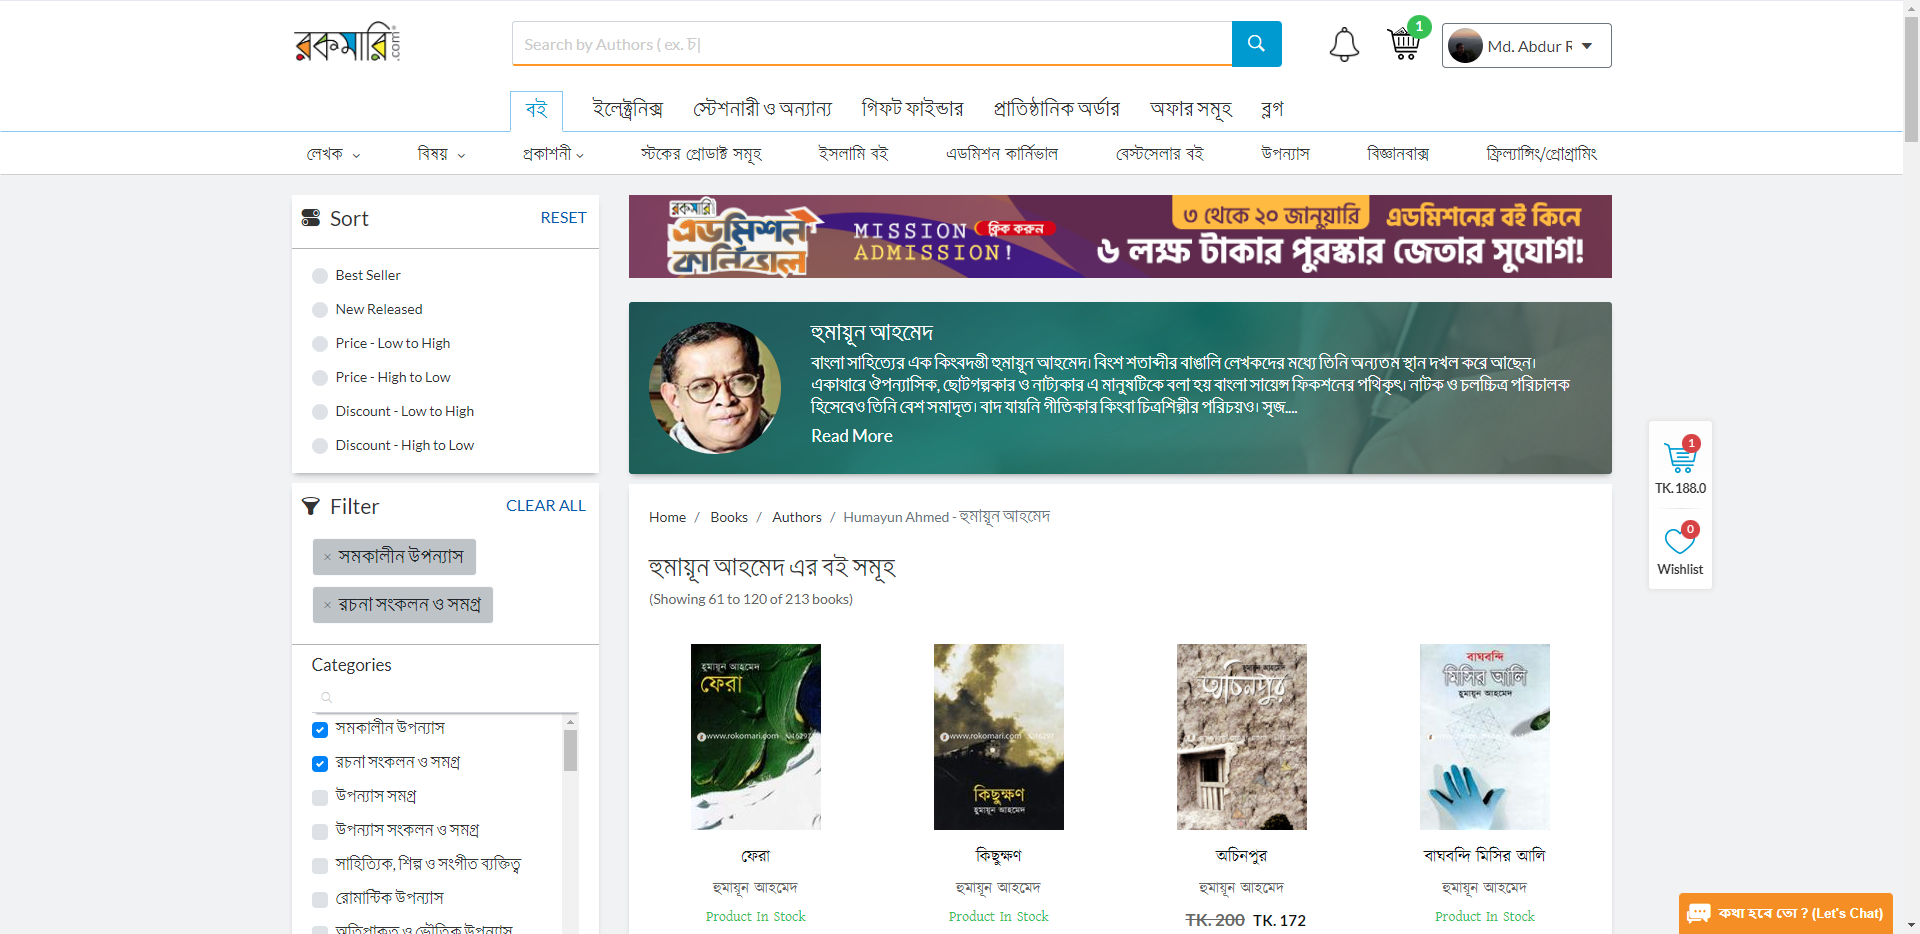 রকমারি.com
Search by Authors ( ex. চ
1
Md. Abdur R
বই
ইলেক্ট্রনিক্স
স্টেশনারী ও অন্যান্য
গিফট ফাইন্ডার
প্রাতিষ্ঠানিক অর্ডার
অফার সমূহ
ব্লগ
লেখক
বিষয়
প্রকাশনী
স্টকের প্রোডাক্ট সমূহ
ইসলামি বই
এডমিশন কার্নিভাল
বেস্টসেলার বই
উপন্যাস
বিজ্ঞানবাক্স
ফ্রিল্যান্সিং/প্রোগ্রামিং
Sort
RESET
Best Seller
New Released
Price - Low to High
Price - High to Low
Discount - Low to High
Discount - High to Low
Filter
CLEAR ALL
× সমকালীন উপন্যাস
× রচনা সংকলন ও সমগ্র
Categories
সমকালীন উপন্যাস
রচনা সংকলন ও সমগ্র
উপন্যাস সমগ্র
উপন্যাস সংকলন ও সমগ্র
সাহিত্যিক, শিল্প ও সংগীত ব্যক্তিত্ব
রোমান্টিক উপন্যাস
অতিপ্রাকৃত ও ভৌতিক উপন্যাস
রকমারি
এডমিশন
কার্নিভাল
MISSION
ADMISSION!
ক্লিক করুন
৩ থেকে ২০ জানুয়ারি
এডমিশনের বই কিনে
৬ লক্ষ টাকার পুরস্কার জেতার সুযোগ!
হুমায়ূন আহমেদ
বাংলা সাহিত্যের এক কিংবদন্তী হুমায়ূন আহমেদ। বিংশ শতাব্দীর বাঙালি লেখকদের মধ্যে তিনি অন্যতম স্থান দখল করে আছেন।
একাধারে ঔপন্যাসিক, ছোটগল্পকার ও নাট্যকার এ মানুষটিকে বলা হয় বাংলা সায়েন্স ফিকশনের পথিকৃৎ। নাটক ও চলচ্চিত্র পরিচালক
হিসেবেও তিনি বেশ সমাদৃত। বাদ যায়নি গীতিকার কিংবা চিত্রশিল্পীর পরিচয়ও। সৃজ....
Read More
Home / Books / Authors / Humayun Ahmed - হুমায়ূন আহমেদ
হুমায়ূন আহমেদ এর বই সমূহ
(Showing 61 to 120 of 213 books)
হুমায়ূন আহমেদ
ফেরা
www.rokomari.com
ফেরা
হুমায়ূন আহমেদ
Product In Stock
www.rokomari.com
কিছুক্ষণ
হুমায়ূন আহমেদ
কিছুক্ষণ
হুমায়ূন আহমেদ
Product In Stock
হুমায়ূন আহমেদ
অচিনপুর
www.rokomari.com
অচিনপুর
হুমায়ূন আহমেদ
TK. 200 TK. 172
বাঘবন্দি
মিসির আলি
হুমায়ূন আহমেদ
বাঘবন্দি মিসির আলি
হুমায়ূন আহমেদ
Product In Stock
1
TK. 188.0
0
Wishlist
কথা হবে তো ? (Let's Chat)